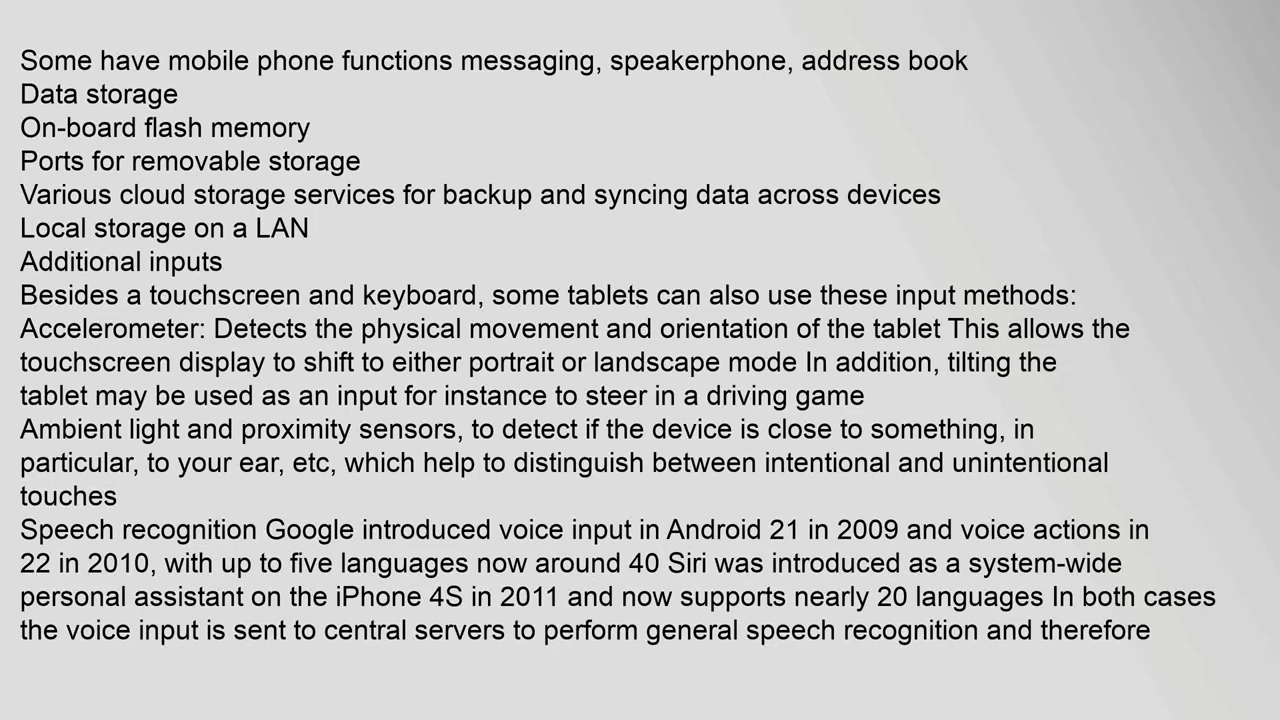 Some have mobile phone functions messaging, speakerphone, address book
Data storage
On-board flash memory
Ports for removable storage
Various cloud storage services for backup and syncing data across devices
Local storage on a LAN
Additional inputs
Besides a touchscreen and keyboard, some tablets can also use these input methods:
Accelerometer: Detects the physical movement and orientation of the tablet This allows the
touchscreen display to shift to either portrait or landscape mode In addition, tilting the
tablet may be used as an input for instance to steer in a driving game
Ambient light and proximity sensors, to detect if the device is close to something, in
particular, to your ear, etc, which help to distinguish between intentional and unintentional
touches
Speech recognition Google introduced voice input in Android 21 in 2009 and voice actions in
22 in 2010, with up to five languages now around 40 Siri was introduced as a system-wide
personal assistant on the iPhone 4S in 2011 and now supports nearly 20 languages In both cases
the voice input is sent to central servers to perform general speech recognition and therefore